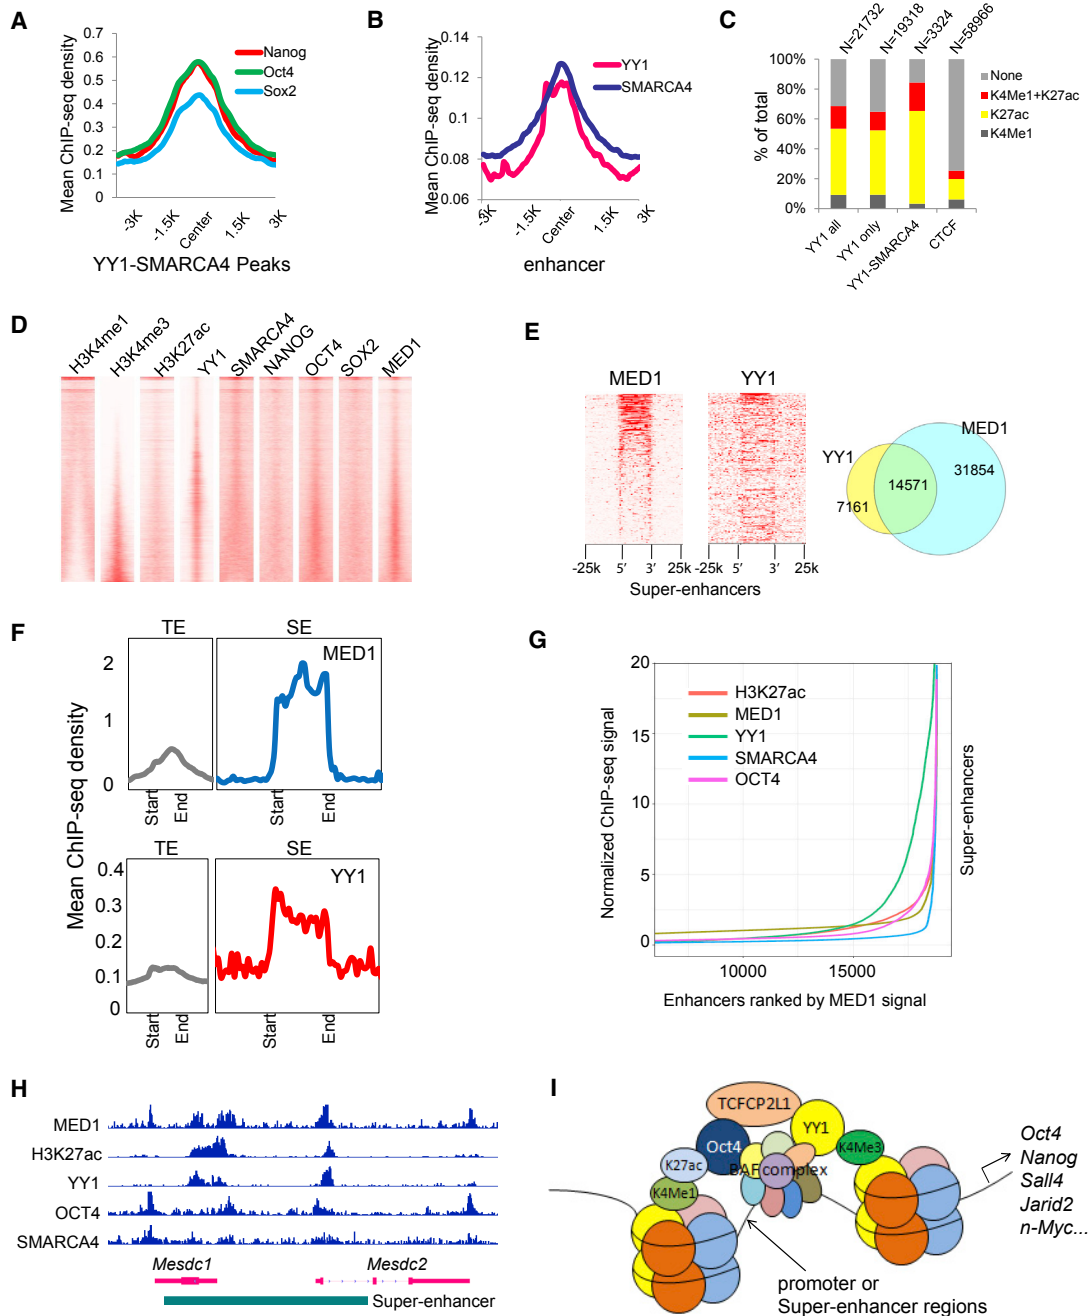 A
Mean ChIP-seq density
0.7
0.6
0.5
0.4
0.3
0.2
0.1
0
Nanog
Oct4
Sox2
-3K
-1.5K
Center
1.5K
3K
YY1-SMARCA4 Peaks
B
Mean ChIP-seq density
0.14
0.12
0.10
0.08
0.06
YY1
SMARCA4
-3K
-1.5K
Center
1.5K
3K
enhancer
C
N=21732
N=19318
N=3324
N=58966
% of total
100%
80%
60%
40%
20%
0%
None
K4Me1+K27ac
K27ac
K4Me1
YY1 all
YY1 only
YY1-SMARCA4
CTCF
D
H3K4me1
H3K4me3
H3K27ac
YY1
SMARCA4
NANOG
OCT4
SOX2
MED1
E
MED1
YY1
-25k
5′
3′
25k
-25k
5′
3′
25k
Super-enhancers
YY1
MED1
7161
14571
31854
F
Mean ChIP-seq density
TE
SE
MED1
2
1
0
Start
End
Start
End
TE
SE
YY1
0.4
0.3
0.2
0.1
0
Start
End
Start
End
G
Normalized ChIP-seq signal
20
15
10
5
0
H3K27ac
MED1
YY1
SMARCA4
OCT4
Super-enhancers
10000
15000
Enhancers ranked by MED1 signal
H
MED1
H3K27ac
YY1
OCT4
SMARCA4
Mesdc1
Mesdc2
Super-enhancer
I
TCFCP2L1
Oct4
YY1
K27ac
BAF complex
K4Me3
K4Me1
Oct4
Nanog
Sall4
Jarid2
n-Myc...
promoter or
Super-enhancer regions